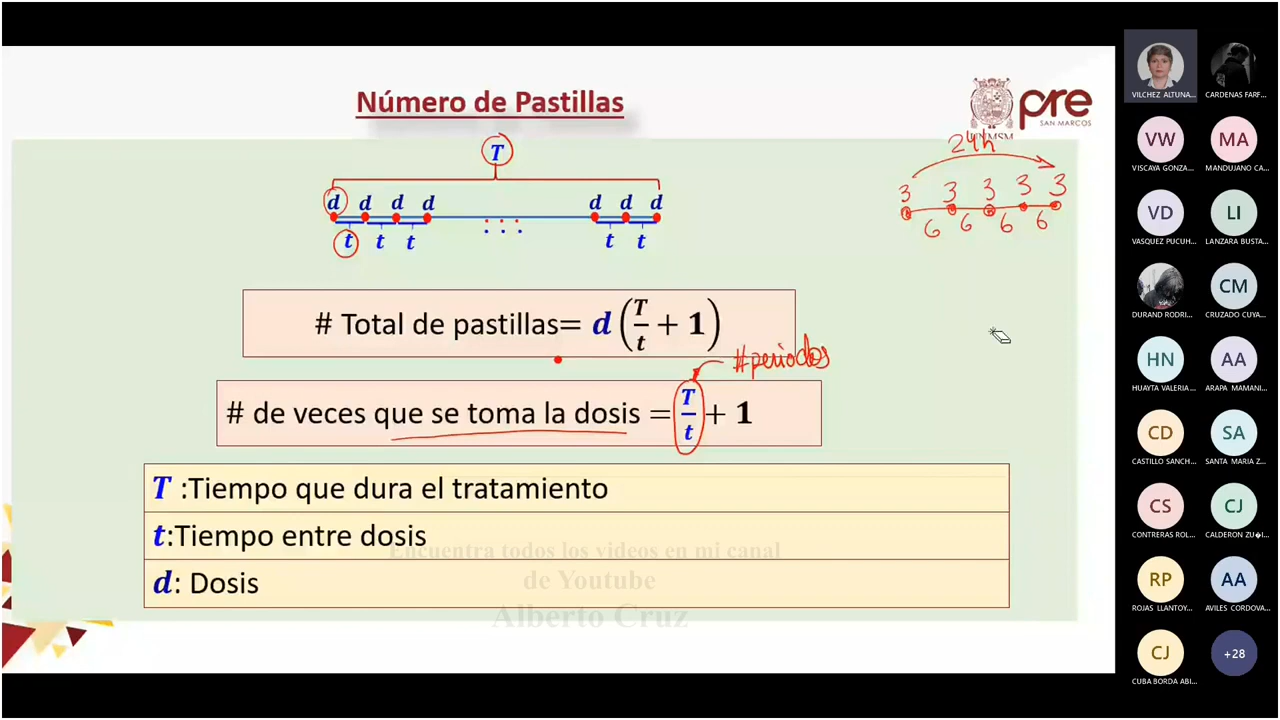 Número de Pastillas
pre
SAN MARCOS
UNMSM
T
d d d d d d d
t t t t t
. . .
24h
3 3 3 3 3
6 6 6 6
# Total de pastillas= d (T/t + 1)
#periodos
# de veces que se toma la dosis = T/t + 1
T :Tiempo que dura el tratamiento
t:Tiempo entre dosis
d: Dosis
Encuentra todos los videos en mi canal
de Youtube
Alberto Cruz
VILCHEZ ALTUNA...
CARDENAS FARF...
VW
VISCAYA GONZA...
MA
MANDUJANO CA...
VD
VASQUEZ PUCUH...
LI
LANZARA BUSTA...
DURAND RODRI...
CM
CRUZADO CUYA...
HN
HUAYTA VALERIA...
AA
ARAPA MAMANI...
CD
CASTILLO SANCH...
SA
SANTA MARIA Z...
CS
CONTRERAS ROL...
CJ
CALDERON ZU�I...
RP
ROJAS LLANTOY...
AA
AVILES CORDOVA...
CJ
CUBA BORDA ABI...
+28